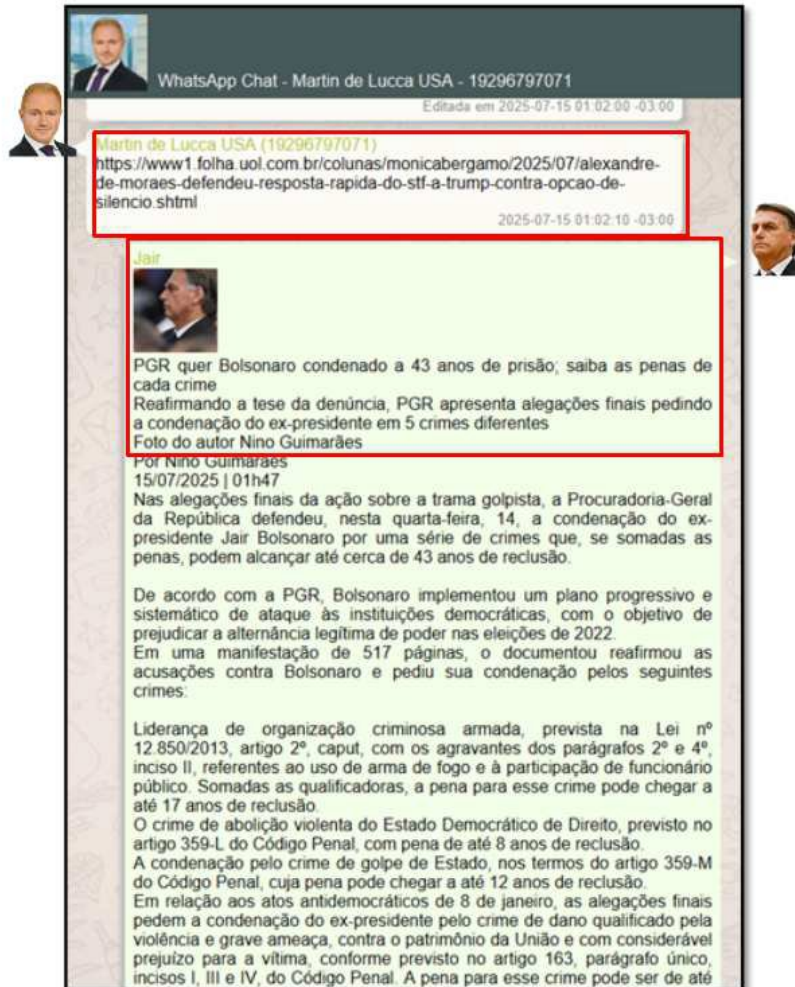 WhatsApp Chat - Martin de Lucca USA - 19296797071
Editada em 2025-07-15 01:02:00 -03:00
Martin de Lucca USA (19296797071)
https://www1.folha.uol.com.br/colunas/monicabergamo/2025/07/alexandre-
de-moraes-defendeu-resposta-rapida-do-stf-a-trump-contra-opcao-de-
silencio.shtml
2025-07-15 01:02:10 -03:00
Jair
PGR quer Bolsonaro condenado a 43 anos de prisão; saiba as penas de
cada crime
Reafirmando a tese da denúncia, PGR apresenta alegações finais pedindo
a condenação do ex-presidente em 5 crimes diferentes
Foto do autor Nino Guimarães
Por Nino Guimarães
15/07/2025 | 01h47
Nas alegações finais da ação sobre a trama golpista, a Procuradoria-Geral
da República defendeu, nesta quarta-feira, 14, a condenação do ex-
presidente Jair Bolsonaro por uma série de crimes que, se somadas as
penas, podem alcançar até cerca de 43 anos de reclusão.
De acordo com a PGR, Bolsonaro implementou um plano progressivo e
sistemático de ataque às instituições democráticas, com o objetivo de
prejudicar a alternância legítima de poder nas eleições de 2022.
Em uma manifestação de 517 páginas, o documentou reafirmou as
acusações contra Bolsonaro e pediu sua condenação pelos seguintes
crimes:
Liderança de organização criminosa armada, prevista na Lei nº
12.850/2013, artigo 2º, caput, com os agravantes dos parágrafos 2º e 4º,
inciso II, referentes ao uso de arma de fogo e à participação de funcionário
público. Somadas as qualificadoras, a pena para esse crime pode chegar a
até 17 anos de reclusão.
O crime de abolição violenta do Estado Democrático de Direito, previsto no
artigo 359-L do Código Penal, com pena de até 8 anos de reclusão.
A condenação pelo crime de golpe de Estado, nos termos do artigo 359-M
do Código Penal, cuja pena pode chegar a até 12 anos de reclusão.
Em relação aos atos antidemocráticos de 8 de janeiro, as alegações finais
pedem a condenação do ex-presidente pelo crime de dano qualificado pela
violência e grave ameaça, contra o patrimônio da União e com considerável
prejuízo para a vítima, conforme previsto no artigo 163, parágrafo único,
incisos I, III e IV, do Código Penal. A pena para esse crime pode ser de até